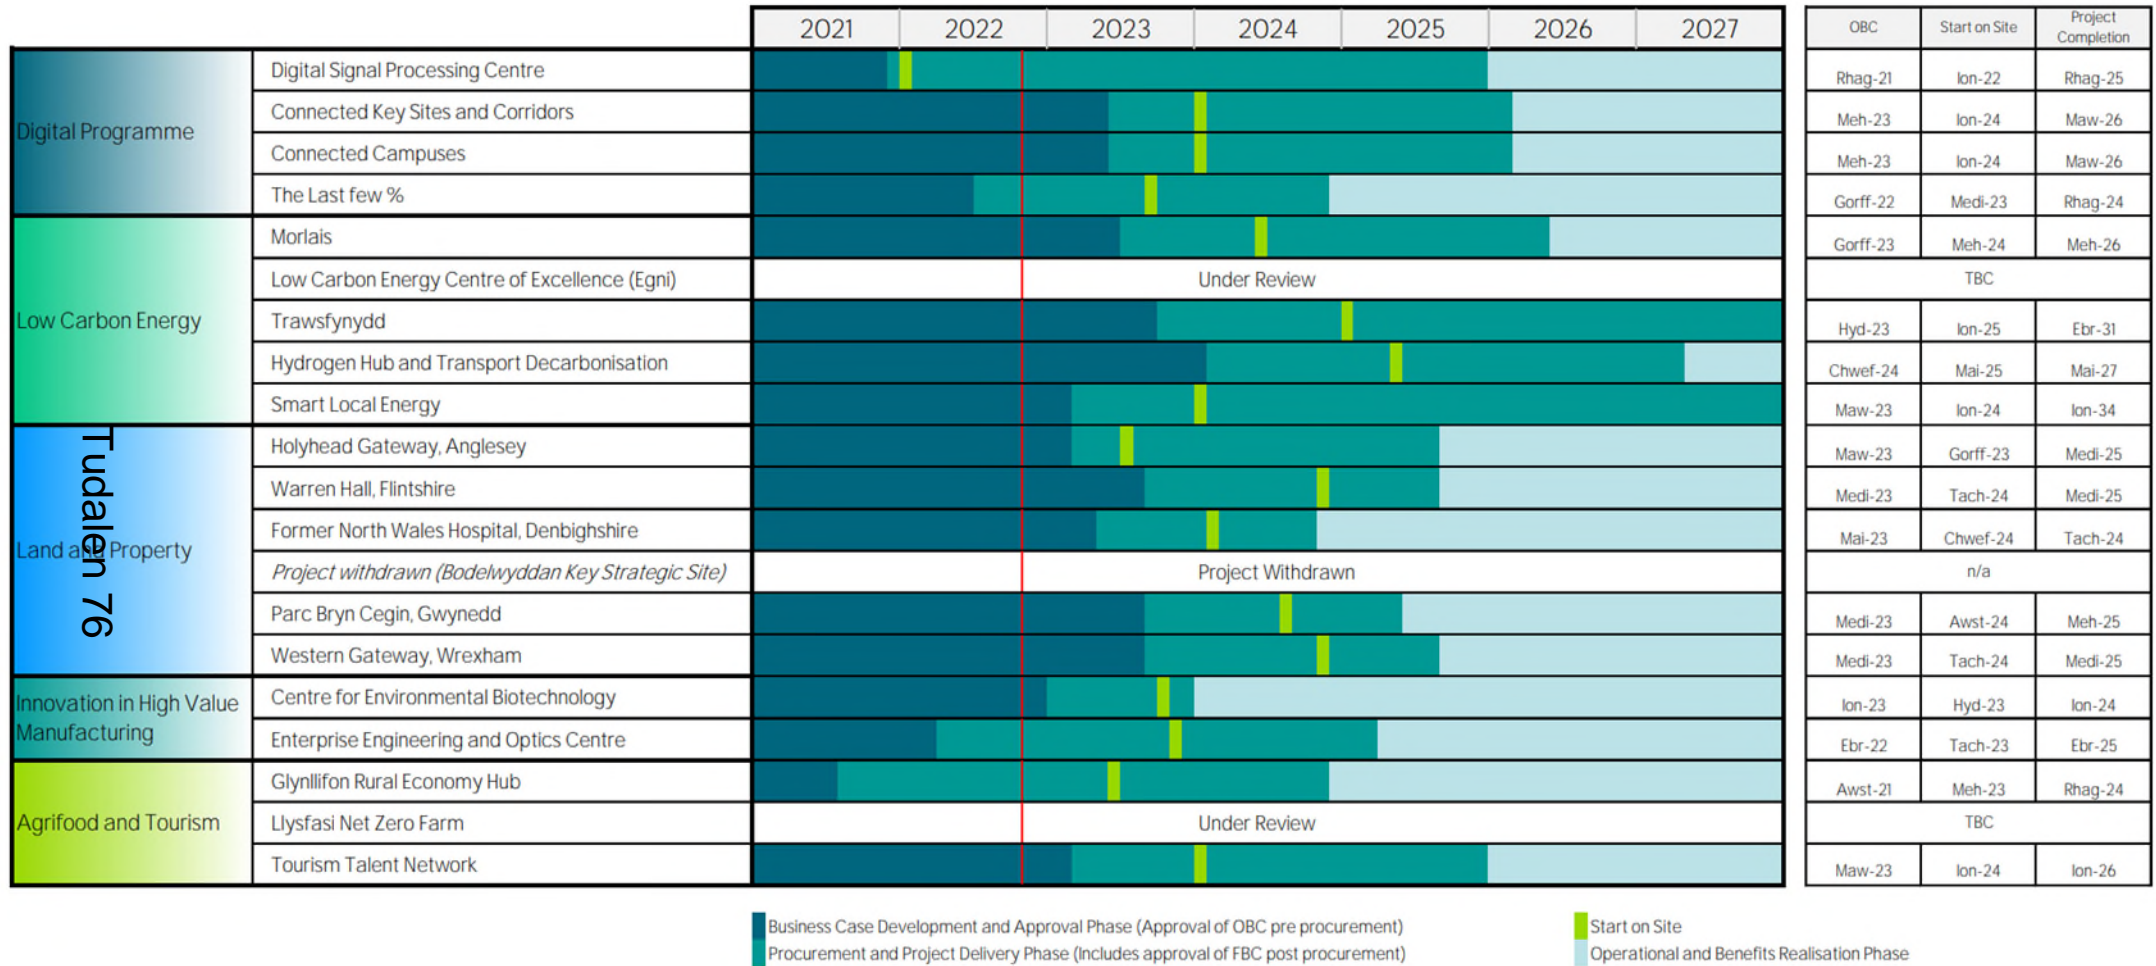 2021 2022 2023 2024 2025 2026 2027 OBC Start on Site Project Completion
Digital Programme
Digital Signal Processing Centre Rhag-21 Ion-22 Rhag-25
Connected Key Sites and Corridors Meh-23 Ion-24 Maw-26
Connected Campuses Meh-23 Ion-24 Maw-26
The Last few % Gorff-22 Medi-23 Rhag-24
Low Carbon Energy
Morlais Gorff-23 Meh-24 Meh-26
Low Carbon Energy Centre of Excellence (Egni) Under Review TBC
Trawsfynydd Hyd-23 Ion-25 Ebr-31
Hydrogen Hub and Transport Decarbonisation Chwef-24 Mai-25 Mai-27
Smart Local Energy Maw-23 Ion-24 Ion-34
Land and Property
Tudalen 76
Holyhead Gateway, Anglesey Maw-23 Gorff-23 Medi-25
Warren Hall, Flintshire Medi-23 Tach-24 Medi-25
Former North Wales Hospital, Denbighshire Mai-23 Chwef-24 Tach-24
Project withdrawn (Bodelwyddan Key Strategic Site) Project Withdrawn n/a
Parc Bryn Cegin, Gwynedd Medi-23 Awst-24 Meh-25
Western Gateway, Wrexham Medi-23 Tach-24 Medi-25
Innovation in High Value
Manufacturing
Centre for Environmental Biotechnology Ion-23 Hyd-23 Ion-24
Enterprise Engineering and Optics Centre Ebr-22 Tach-23 Ebr-25
Agrifood and Tourism
Glynllifon Rural Economy Hub Awst-21 Meh-23 Rhag-24
Llysfasi Net Zero Farm Under Review TBC
Tourism Talent Network Maw-23 Ion-24 Ion-26
Business Case Development and Approval Phase (Approval of OBC pre procurement) Start on Site
Procurement and Project Delivery Phase (Includes approval of FBC post procurement) Operational and Benefits Realisation Phase